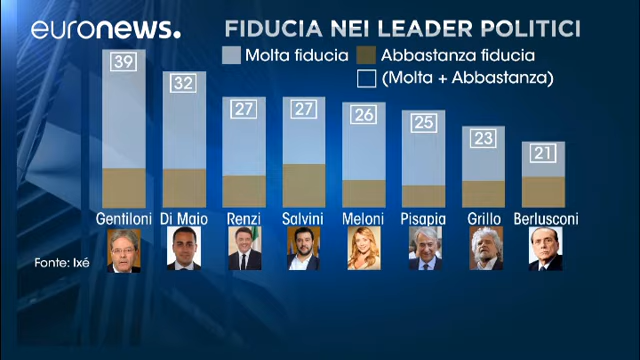 euronews.
FIDUCIA NEI LEADER POLITICI
Molta fiducia
Abbastanza fiducia
(Molta + Abbastanza)
39
32
27
27
26
25
23
21
Gentiloni
Di Maio
Renzi
Salvini
Meloni
Pisapia
Grillo
Berlusconi
Fonte: Ixé